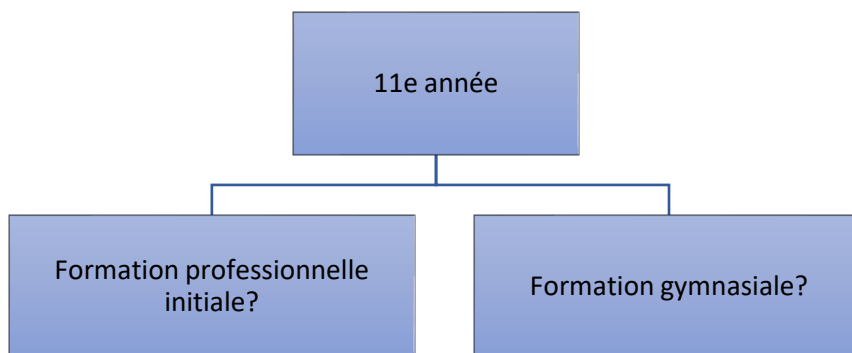 11e année
Formation professionnelle
initiale?
Formation gymnasiale?